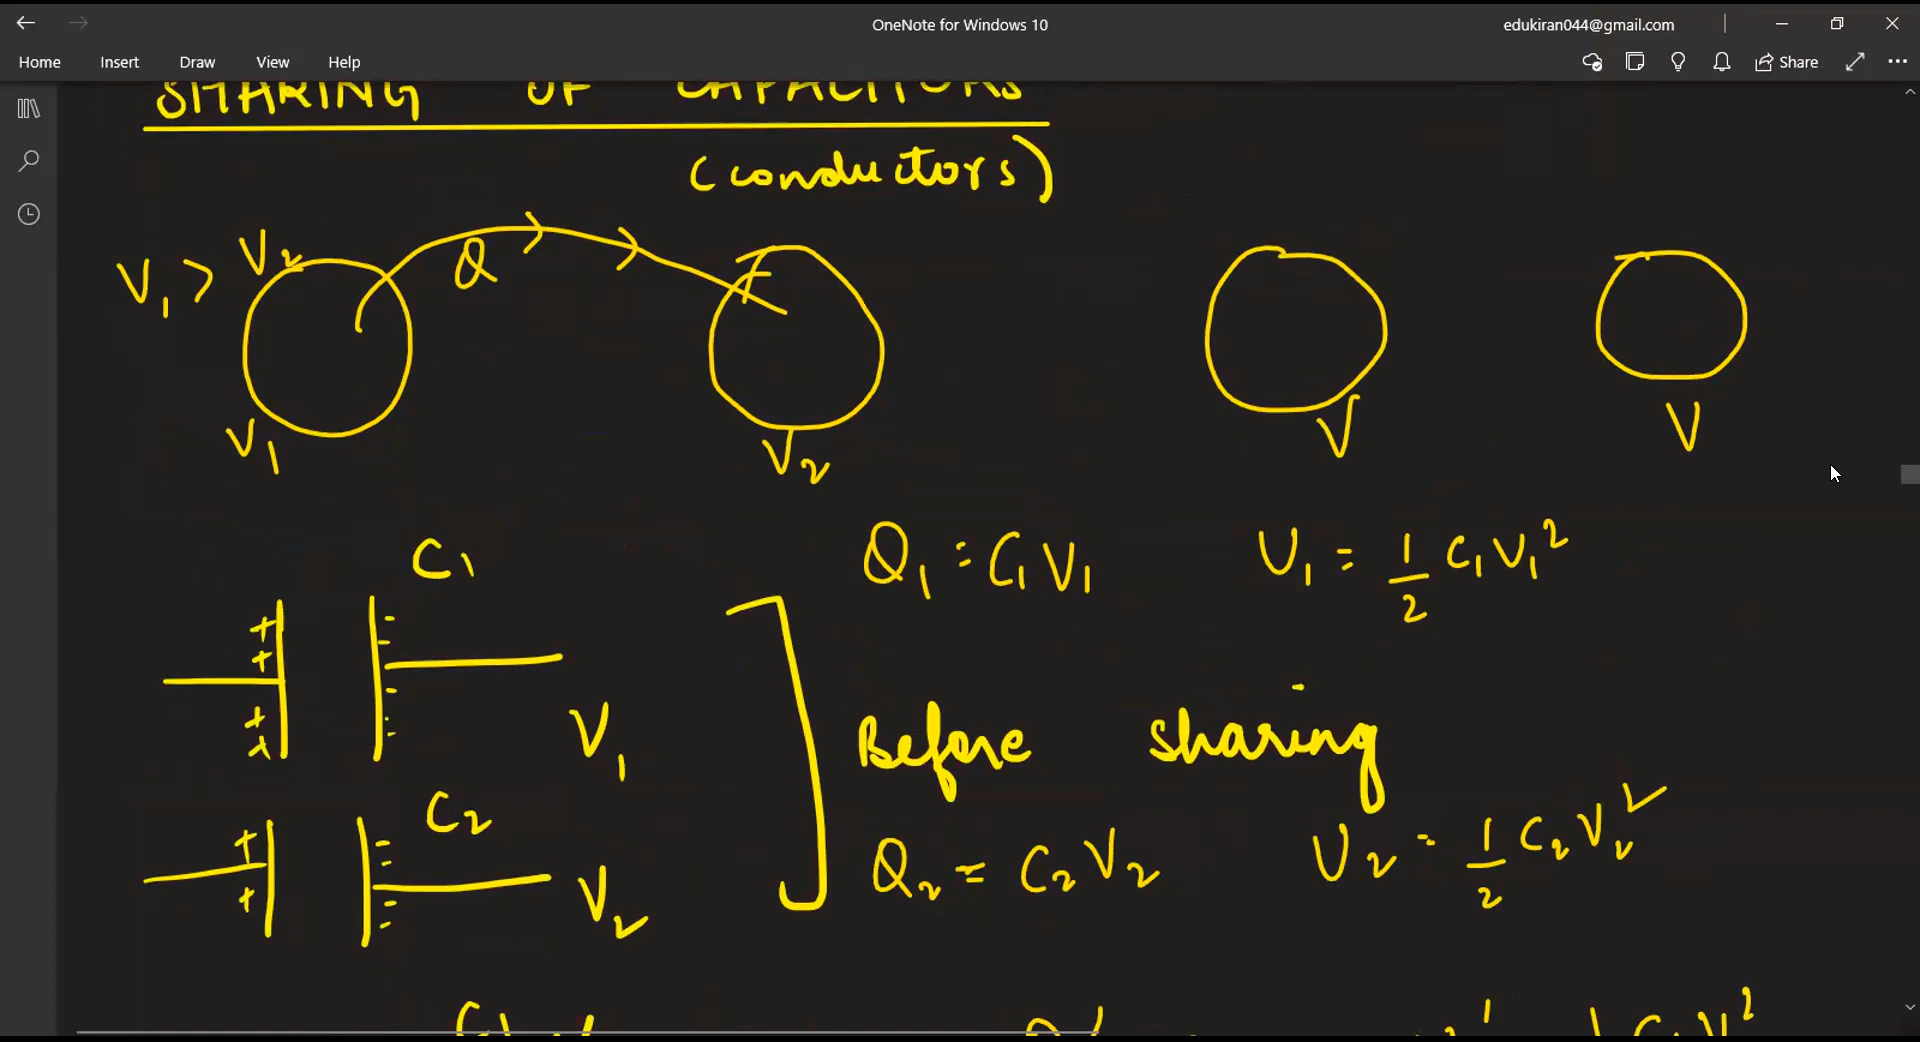 OneNote for Windows 10
edukiran044@gmail.com
Home Insert Draw View Help
Share
SHARING OF CAPACITORS
(conductors)
V₁ > V₂
Q
V₁
V₂
V
V
C₁
Q₁ = C₁V₁
U₁ = 1/2 C₁V₁²
+ + + +
- - - -
V₁
Before sharing
C₂
+ +
- - - -
V₂
Q₂ = C₂V₂
U₂ = 1/2 C₂V₂²